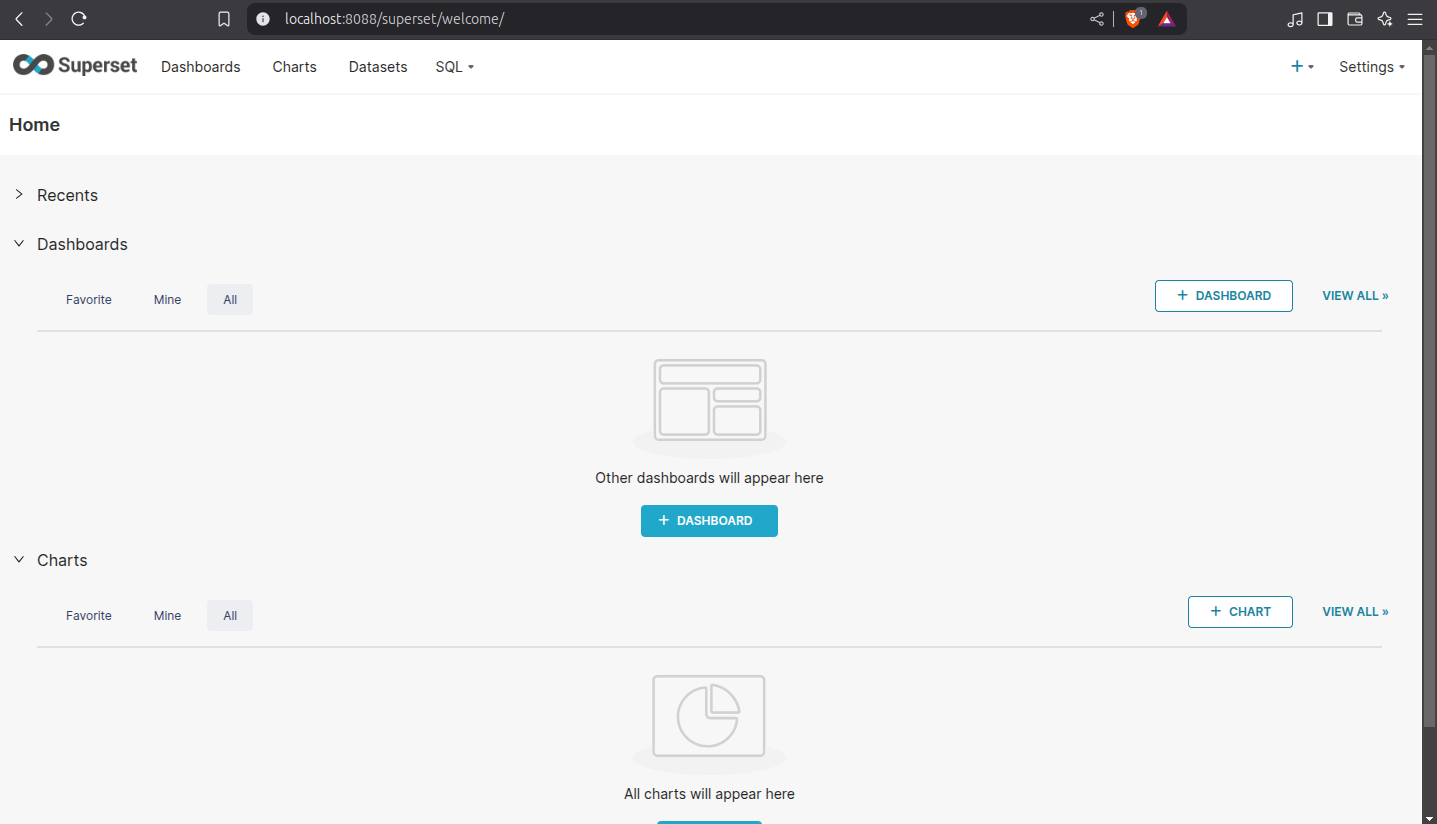 localhost:8088/superset/welcome/
1
Superset Dashboards Charts Datasets SQL + Settings
Home
Recents
Dashboards
Favorite Mine All + DASHBOARD VIEW ALL »
Other dashboards will appear here
+ DASHBOARD
Charts
Favorite Mine All + CHART VIEW ALL »
All charts will appear here